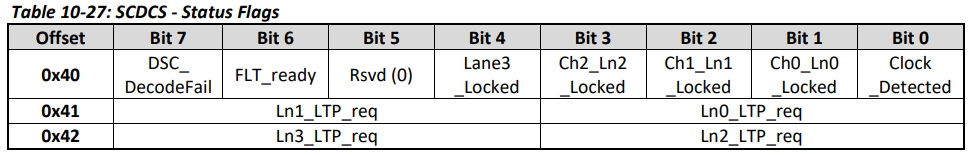 Table 10-27: SCDCS - Status Flags
Offset Bit 7 Bit 6 Bit 5 Bit 4 Bit 3 Bit 2 Bit 1 Bit 0
0x40 DSC_ FLT_ready Rsvd (0) Lane3 Ch2_Ln2 Ch1_Ln1 Ch0_Ln0 Clock
DecodeFail _Locked _Locked _Locked _Locked _Detected
0x41 Ln1_LTP_req Ln0_LTP_req
0x42 Ln3_LTP_req Ln2_LTP_req